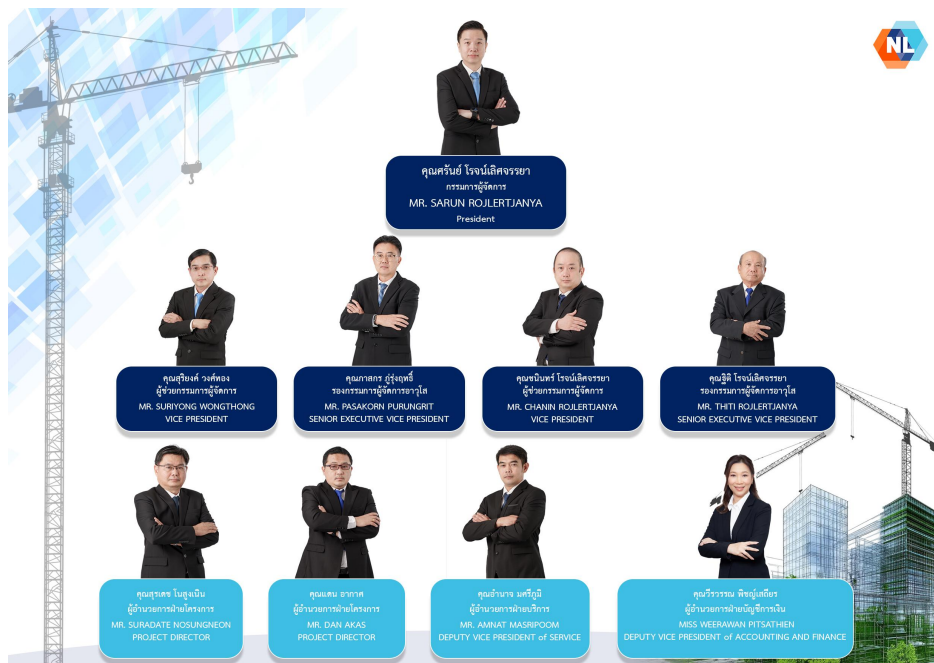 NL
คุณศรันย์ โรจน์เลิศจรรยา
กรรมการผู้จัดการ
MR. SARUN ROJLERTJANYA
President
คุณสุริยงค์ วงศ์ทอง
ผู้ช่วยกรรมการผู้จัดการ
MR. SURIYONG WONGTHONG
VICE PRESIDENT
คุณภาสกร ภู่รุ่งฤทธิ์
รองกรรมการผู้จัดการอาวุโส
MR. PASAKORN PURUNGRIT
SENIOR EXECUTIVE VICE PRESIDENT
คุณชนินทร์ โรจน์เลิศจรรยา
ผู้ช่วยกรรมการผู้จัดการ
MR. CHANIN ROJLERTJANYA
VICE PRESIDENT
คุณฐิติ โรจน์เลิศจรรยา
รองกรรมการผู้จัดการอาวุโส
MR. THITI ROJLERTJANYA
SENIOR EXECUTIVE VICE PRESIDENT
คุณสุรเดช โนสูงเนิน
ผู้อำนวยการฝ่ายโครงการ
MR. SURADATE NOSUNGNEON
PROJECT DIRECTOR
คุณแดน อากาศ
ผู้อำนวยการฝ่ายโครงการ
MR. DAN AKAS
PROJECT DIRECTOR
คุณอำนาจ มศรีภูมิ
ผู้อำนวยการฝ่ายบริการ
MR. AMNAT MASRIPOOM
DEPUTY VICE PRESIDENT of SERVICE
คุณวีรวรรณ พิชญ์เสถียร
ผู้อำนวยการฝ่ายบัญชีการเงิน
MISS WEERAWAN PITSATHIEN
DEPUTY VICE PRESIDENT of ACCOUNTING AND FINANCE